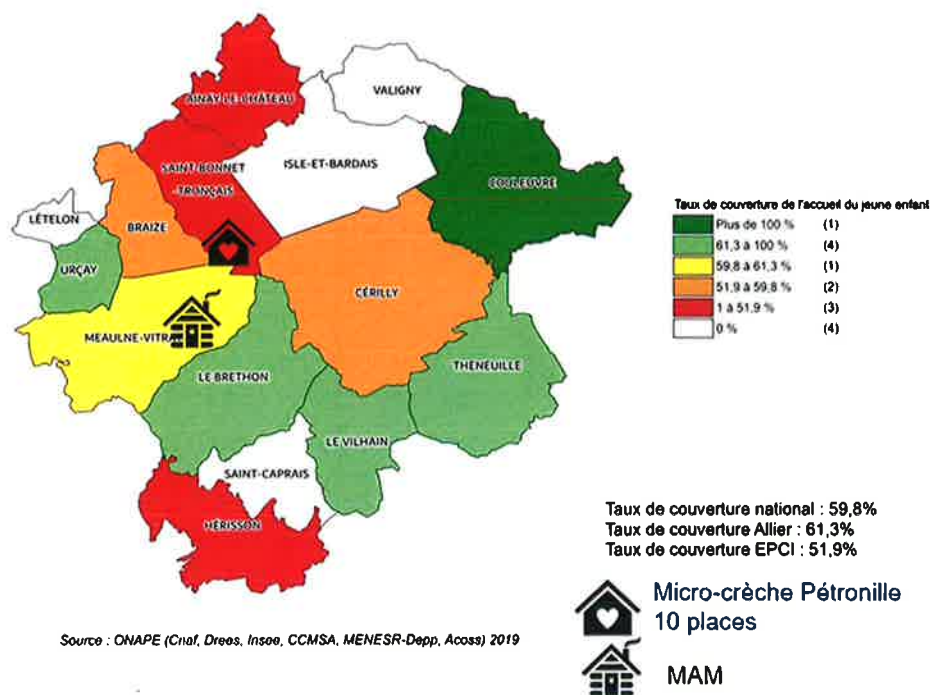 AINAY-LE-CHÂTEAU
VALIGNY
SAINT-BONNET
-TRONÇAIS
ISLE-ET-BARDAIS
COULEUVRE
LÉTELON
BRAIZE
URÇAY
CÉRILLY
MEAULNE-VITRA
LE BRETHON
THENEUILLE
LE VILHAIN
SAINT-CAPRAIS
HÉRISSON
Taux de couverture de l'accueil du jeune enfant
Plus de 100 % (1)
61,3 à 100 % (4)
59,8 à 61,3 % (1)
51,9 à 59,8 % (2)
1 à 51,9 % (3)
0 % (4)
Taux de couverture national : 59,8%
Taux de couverture Allier : 61,3%
Taux de couverture EPCI : 51,9%
Micro-crèche Pétronille
10 places
MAM
Source : ONAPE (Cnaf, Drees, Insee, CCMSA, MENESR-Depp, Acoss) 2019